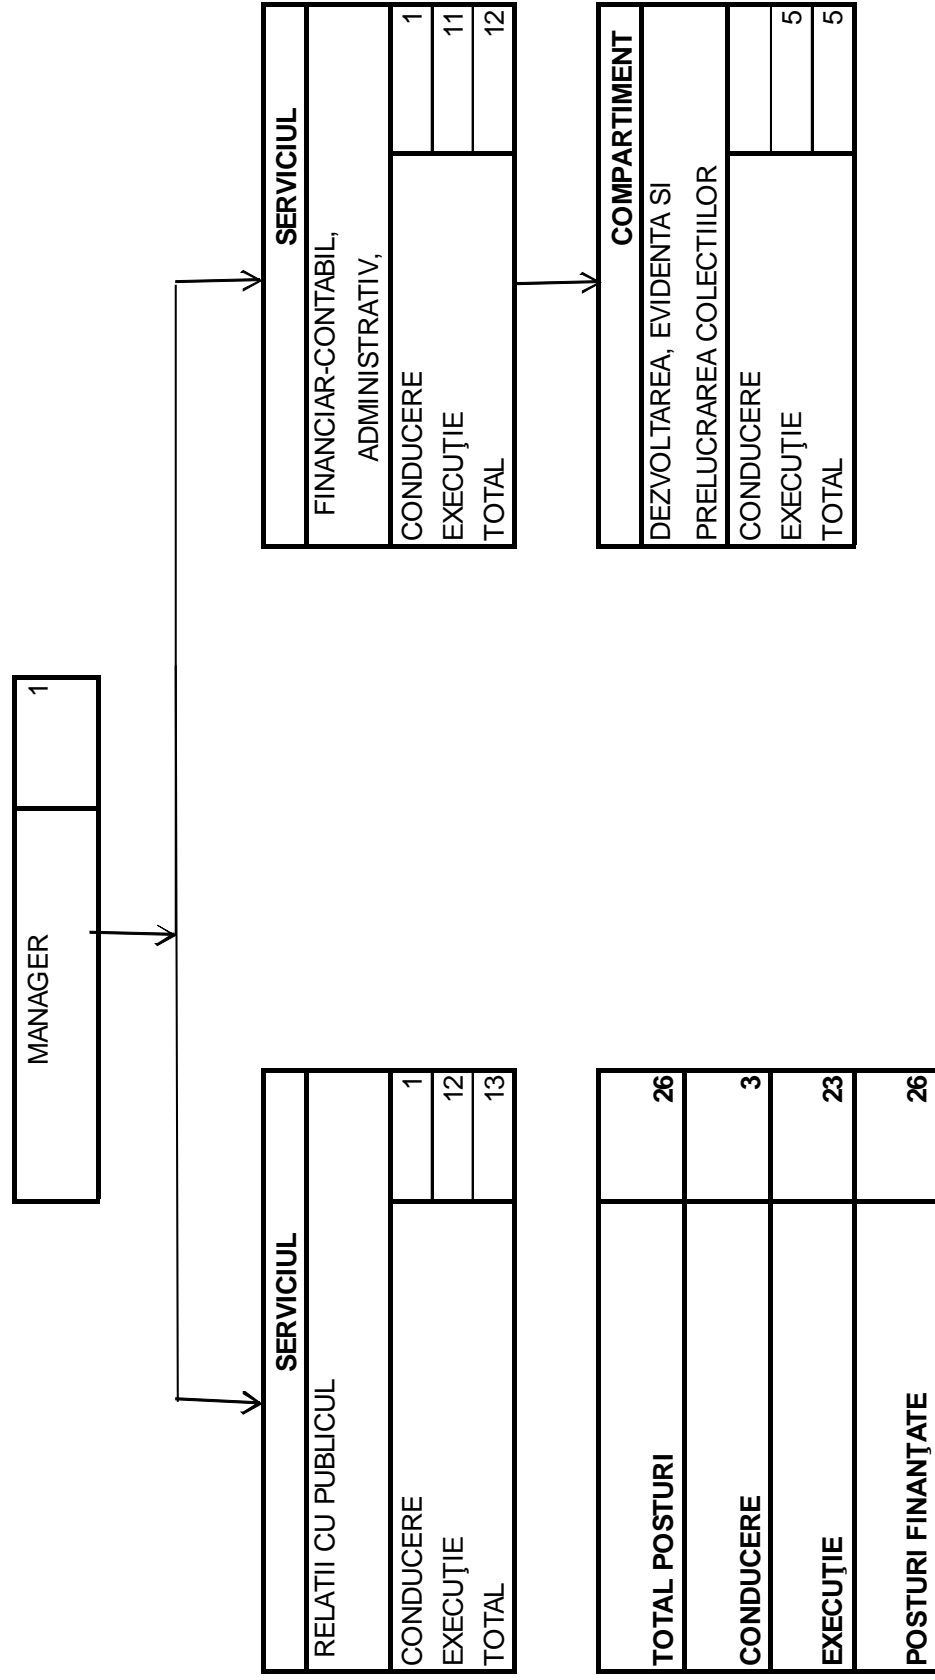 MANAGER 1
SERVICIUL
RELATII CU PUBLICUL
CONDUCERE 1
EXECUŢIE 12
TOTAL 13
SERVICIUL
FINANCIAR-CONTABIL,
ADMINISTRATIV,
CONDUCERE 1
EXECUŢIE 11
TOTAL 12
TOTAL POSTURI 26
CONDUCERE 3
EXECUŢIE 23
POSTURI FINANŢATE 26
COMPARTIMENT
DEZVOLTAREA, EVIDENTA SI
PRELUCRAREA COLECTIILOR
CONDUCERE
EXECUŢIE 5
TOTAL 5